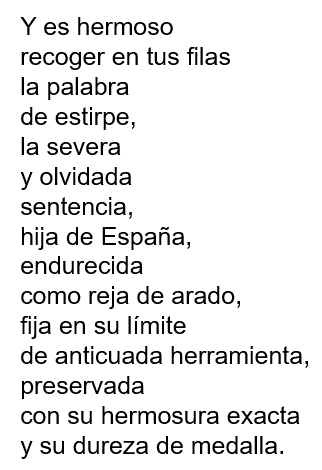 Y es hermoso
recoger en tus filas
la palabra
de estirpe,
la severa
y olvidada
sentencia,
hija de España,
endurecida
como reja de arado,
fija en su límite
de anticuada herramienta,
preservada
con su hermosura exacta
y su dureza de medalla.